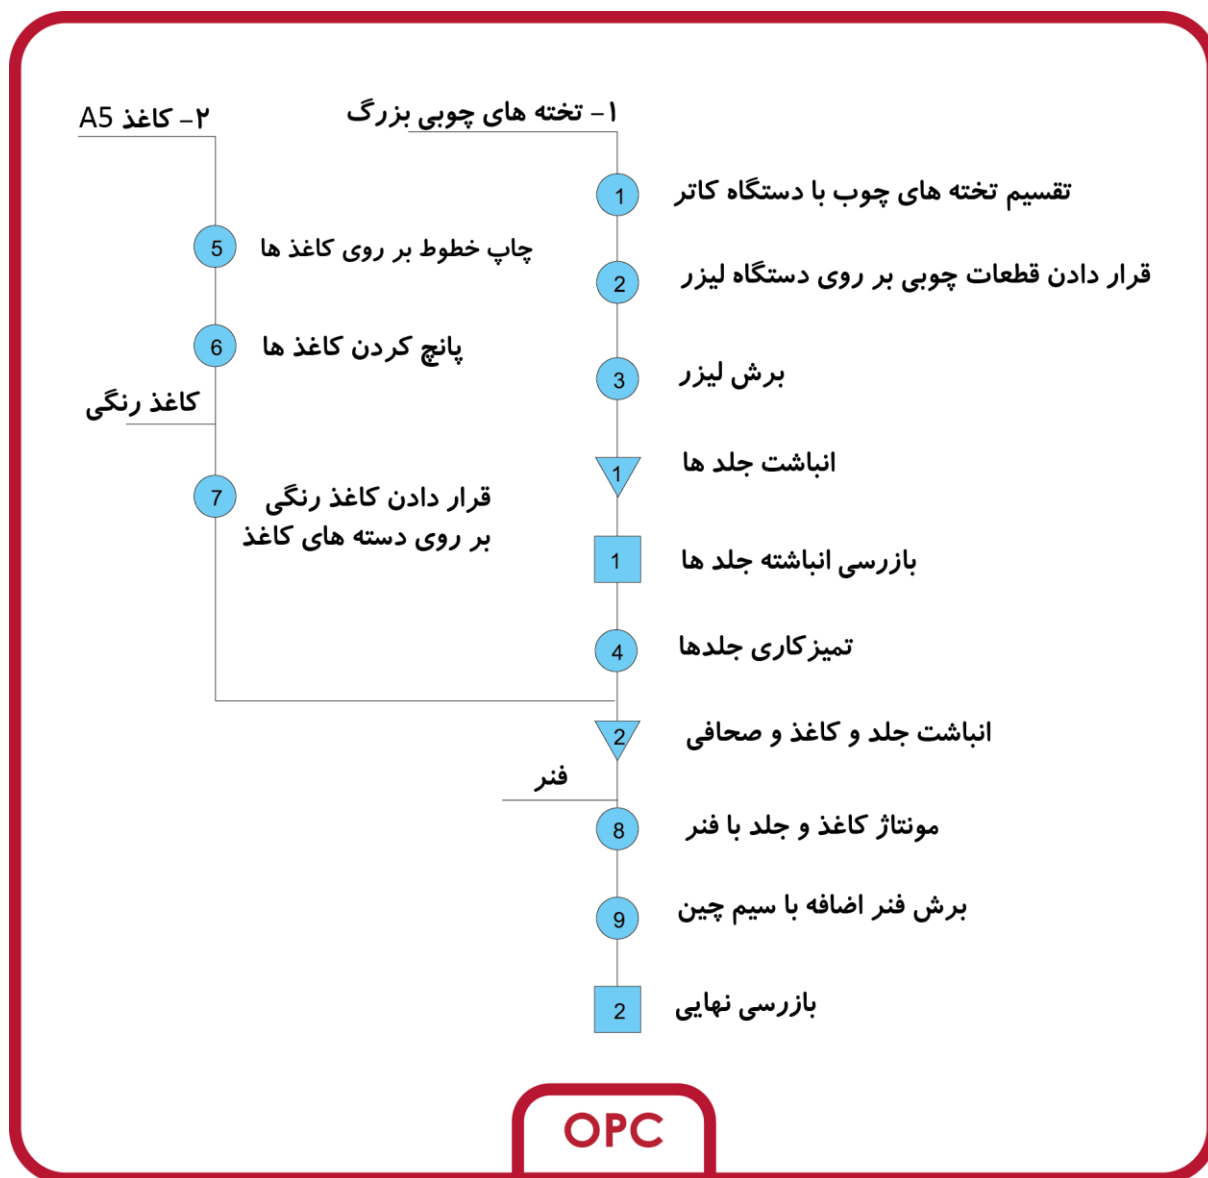 ۱- تخته های چوبی بزرگ
1
تقسیم تخته های چوب با دستگاه کاتر
2
قرار دادن قطعات چوبی بر روی دستگاه لیزر
3
برش لیزر
1
انباشت جلد ها
1
بازرسی انباشته جلد ها
4
تمیزکاری جلدها
۲- کاغذ A5
5
چاپ خطوط بر روی کاغذ ها
6
پانچ کردن کاغذ ها
کاغذ رنگی
7
قرار دادن کاغذ رنگی
بر روی دسته های کاغذ
2
انباشت جلد و کاغذ و صحافی
فنر
8
مونتاژ کاغذ و جلد با فنر
9
برش فنر اضافه با سیم چین
2
بازرسی نهایی
OPC